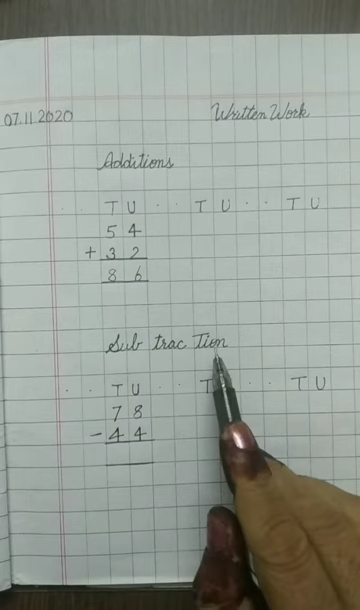 07.11.2020 Written Work
Additions
T U T U T U
5 4
+ 3 2
8 6
Sub trac Tion
T U T T U
7 8
- 4 4